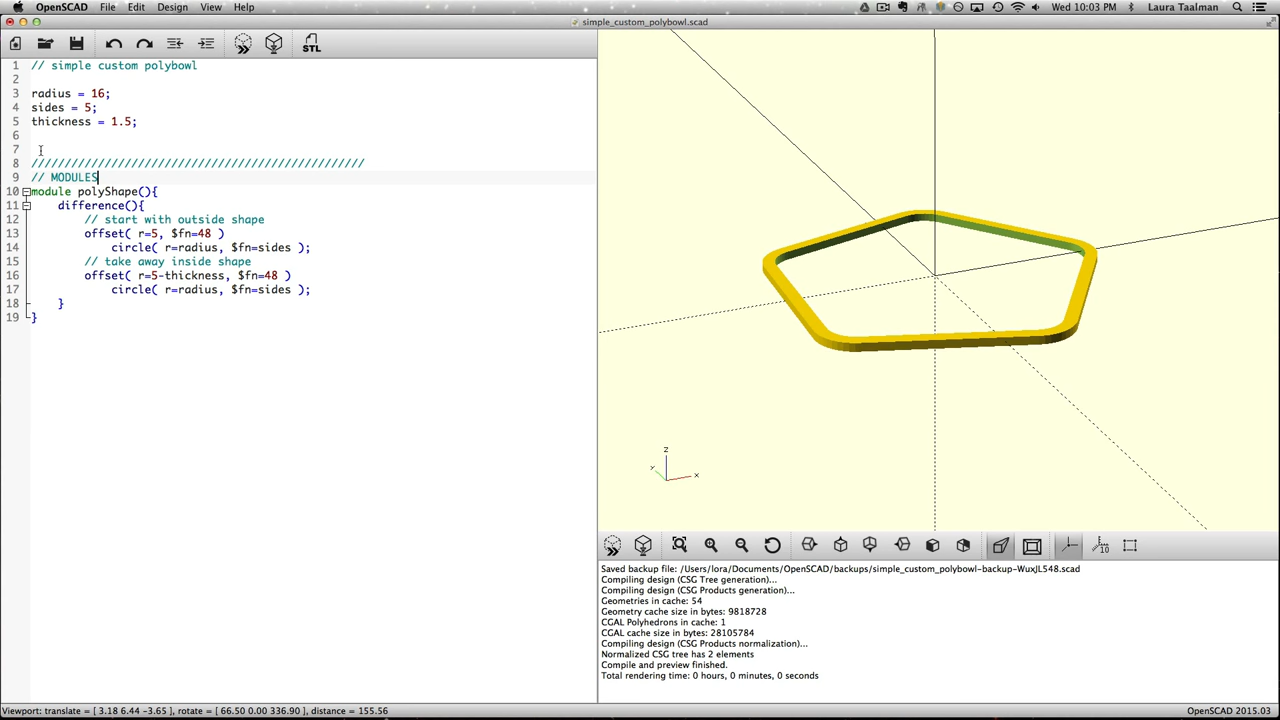 OpenSCAD File Edit Design View Help Wed 10:03 PM Laura Taalman
simple_custom_polybowl.scad
STL
1 // simple custom polybowl
2
3 radius = 16;
4 sides = 5;
5 thickness = 1.5;
6
7
8 //////////////////////////////////////////////////
9 // MODULES
10 module polyShape(){
11 difference(){
12 // start with outside shape
13 offset( r=5, $fn=48 )
14 circle( r=radius, $fn=sides );
15 // take away inside shape
16 offset( r=5-thickness, $fn=48 )
17 circle( r=radius, $fn=sides );
18 }
19 }
z
y
x
10
Saved backup file: /Users/lora/Documents/OpenSCAD/backups/simple_custom_polybowl-backup-WuxJL548.scad
Compiling design (CSG Tree generation)...
Compiling design (CSG Products generation)...
Geometries in cache: 54
Geometry cache size in bytes: 9818728
CGAL Polyhedrons in cache: 1
CGAL cache size in bytes: 28105784
Compiling design (CSG Products normalization)...
Normalized CSG tree has 2 elements
Compile and preview finished.
Total rendering time: 0 hours, 0 minutes, 0 seconds
Viewport: translate = [ 3.18 6.44 -3.65 ], rotate = [ 66.50 0.00 336.90 ], distance = 155.56
OpenSCAD 2015.03